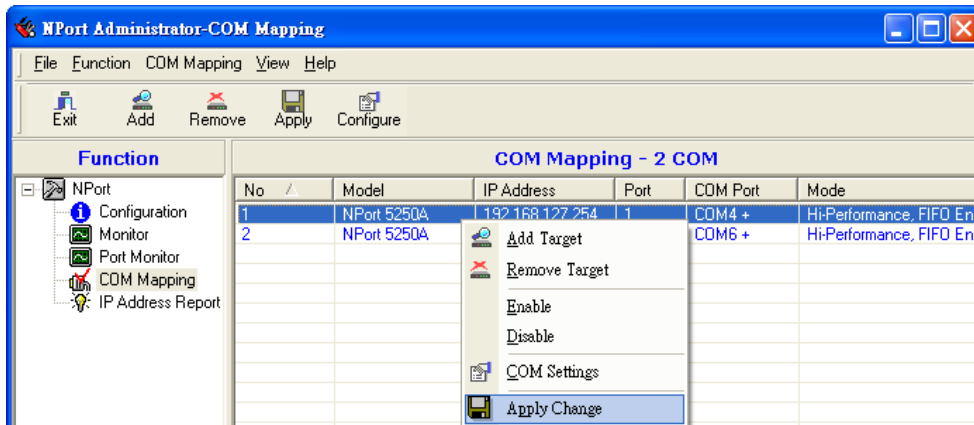 NPort Administrator-COM Mapping
File Function COM Mapping View Help
Exit Add Remove Apply Configure
Function
COM Mapping - 2 COM
NPort
Configuration
Monitor
Port Monitor
COM Mapping
IP Address Report
No Model IP Address Port COM Port Mode
1 NPort 5250A 192.168.127.254 1 COM4 + Hi-Performance, FIFO En
2 NPort 5250A COM6 + Hi-Performance, FIFO En
Add Target
Remove Target
Enable
Disable
COM Settings
Apply Change